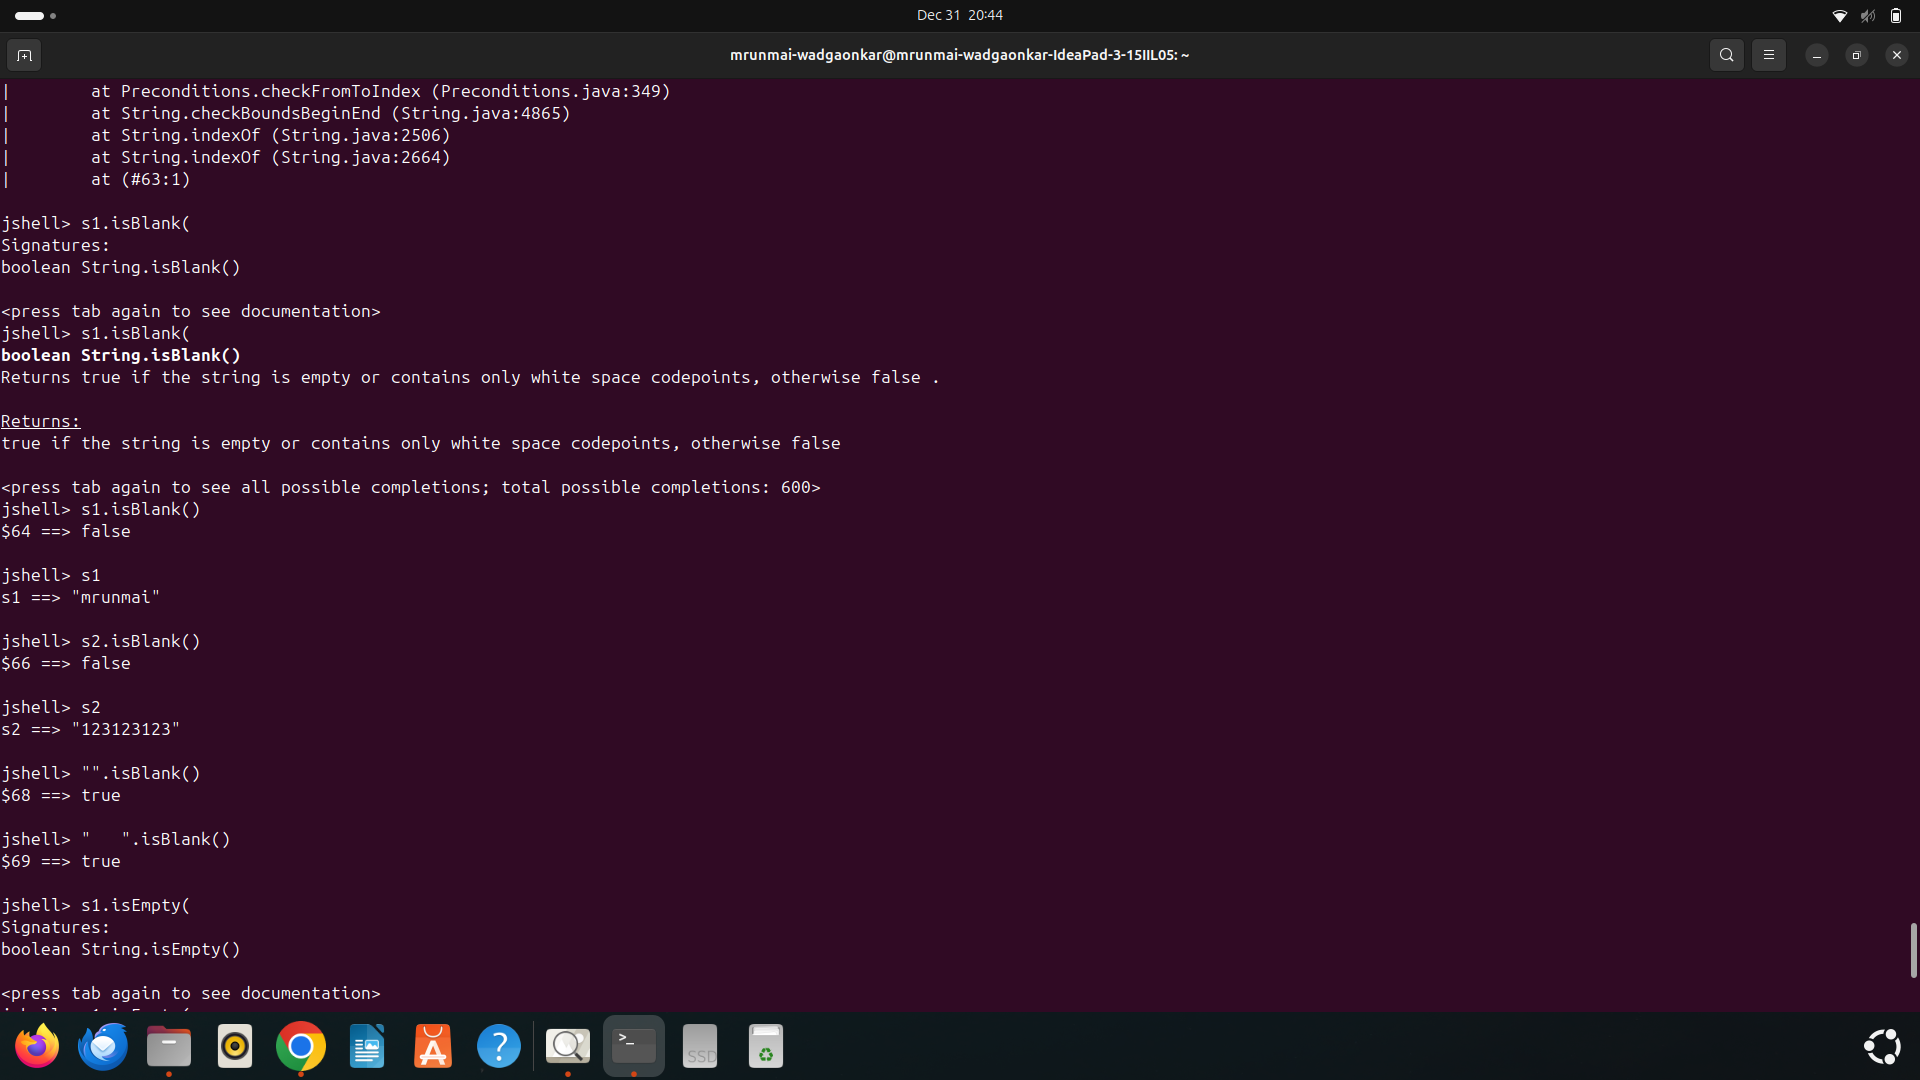 Dec 31 20:44
mrunmai-wadgaonkar@mrunmai-wadgaonkar-IdeaPad-3-15IIL05: ~
| at Preconditions.checkFromToIndex (Preconditions.java:349)
| at String.checkBoundsBeginEnd (String.java:4865)
| at String.indexOf (String.java:2506)
| at String.indexOf (String.java:2664)
| at (#63:1)
jshell> s1.isBlank(
Signatures:
boolean String.isBlank()
<press tab again to see documentation>
jshell> s1.isBlank(
boolean String.isBlank()
Returns true if the string is empty or contains only white space codepoints, otherwise false .
Returns:
true if the string is empty or contains only white space codepoints, otherwise false
<press tab again to see all possible completions; total possible completions: 600>
jshell> s1.isBlank()
$64 ==> false
jshell> s1
s1 ==> "mrunmai"
jshell> s2.isBlank()
$66 ==> false
jshell> s2
s2 ==> "123123123"
jshell> "".isBlank()
$68 ==> true
jshell> "   ".isBlank()
$69 ==> true
jshell> s1.isEmpty(
Signatures:
boolean String.isEmpty()
<press tab again to see documentation>
SSD